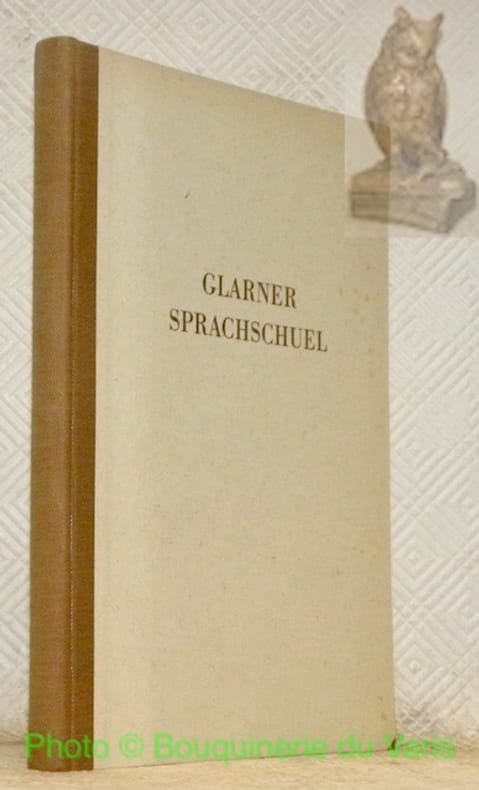 GLARNER
SPRACHSCHUEL
Photo © Bouquinerie du Varis